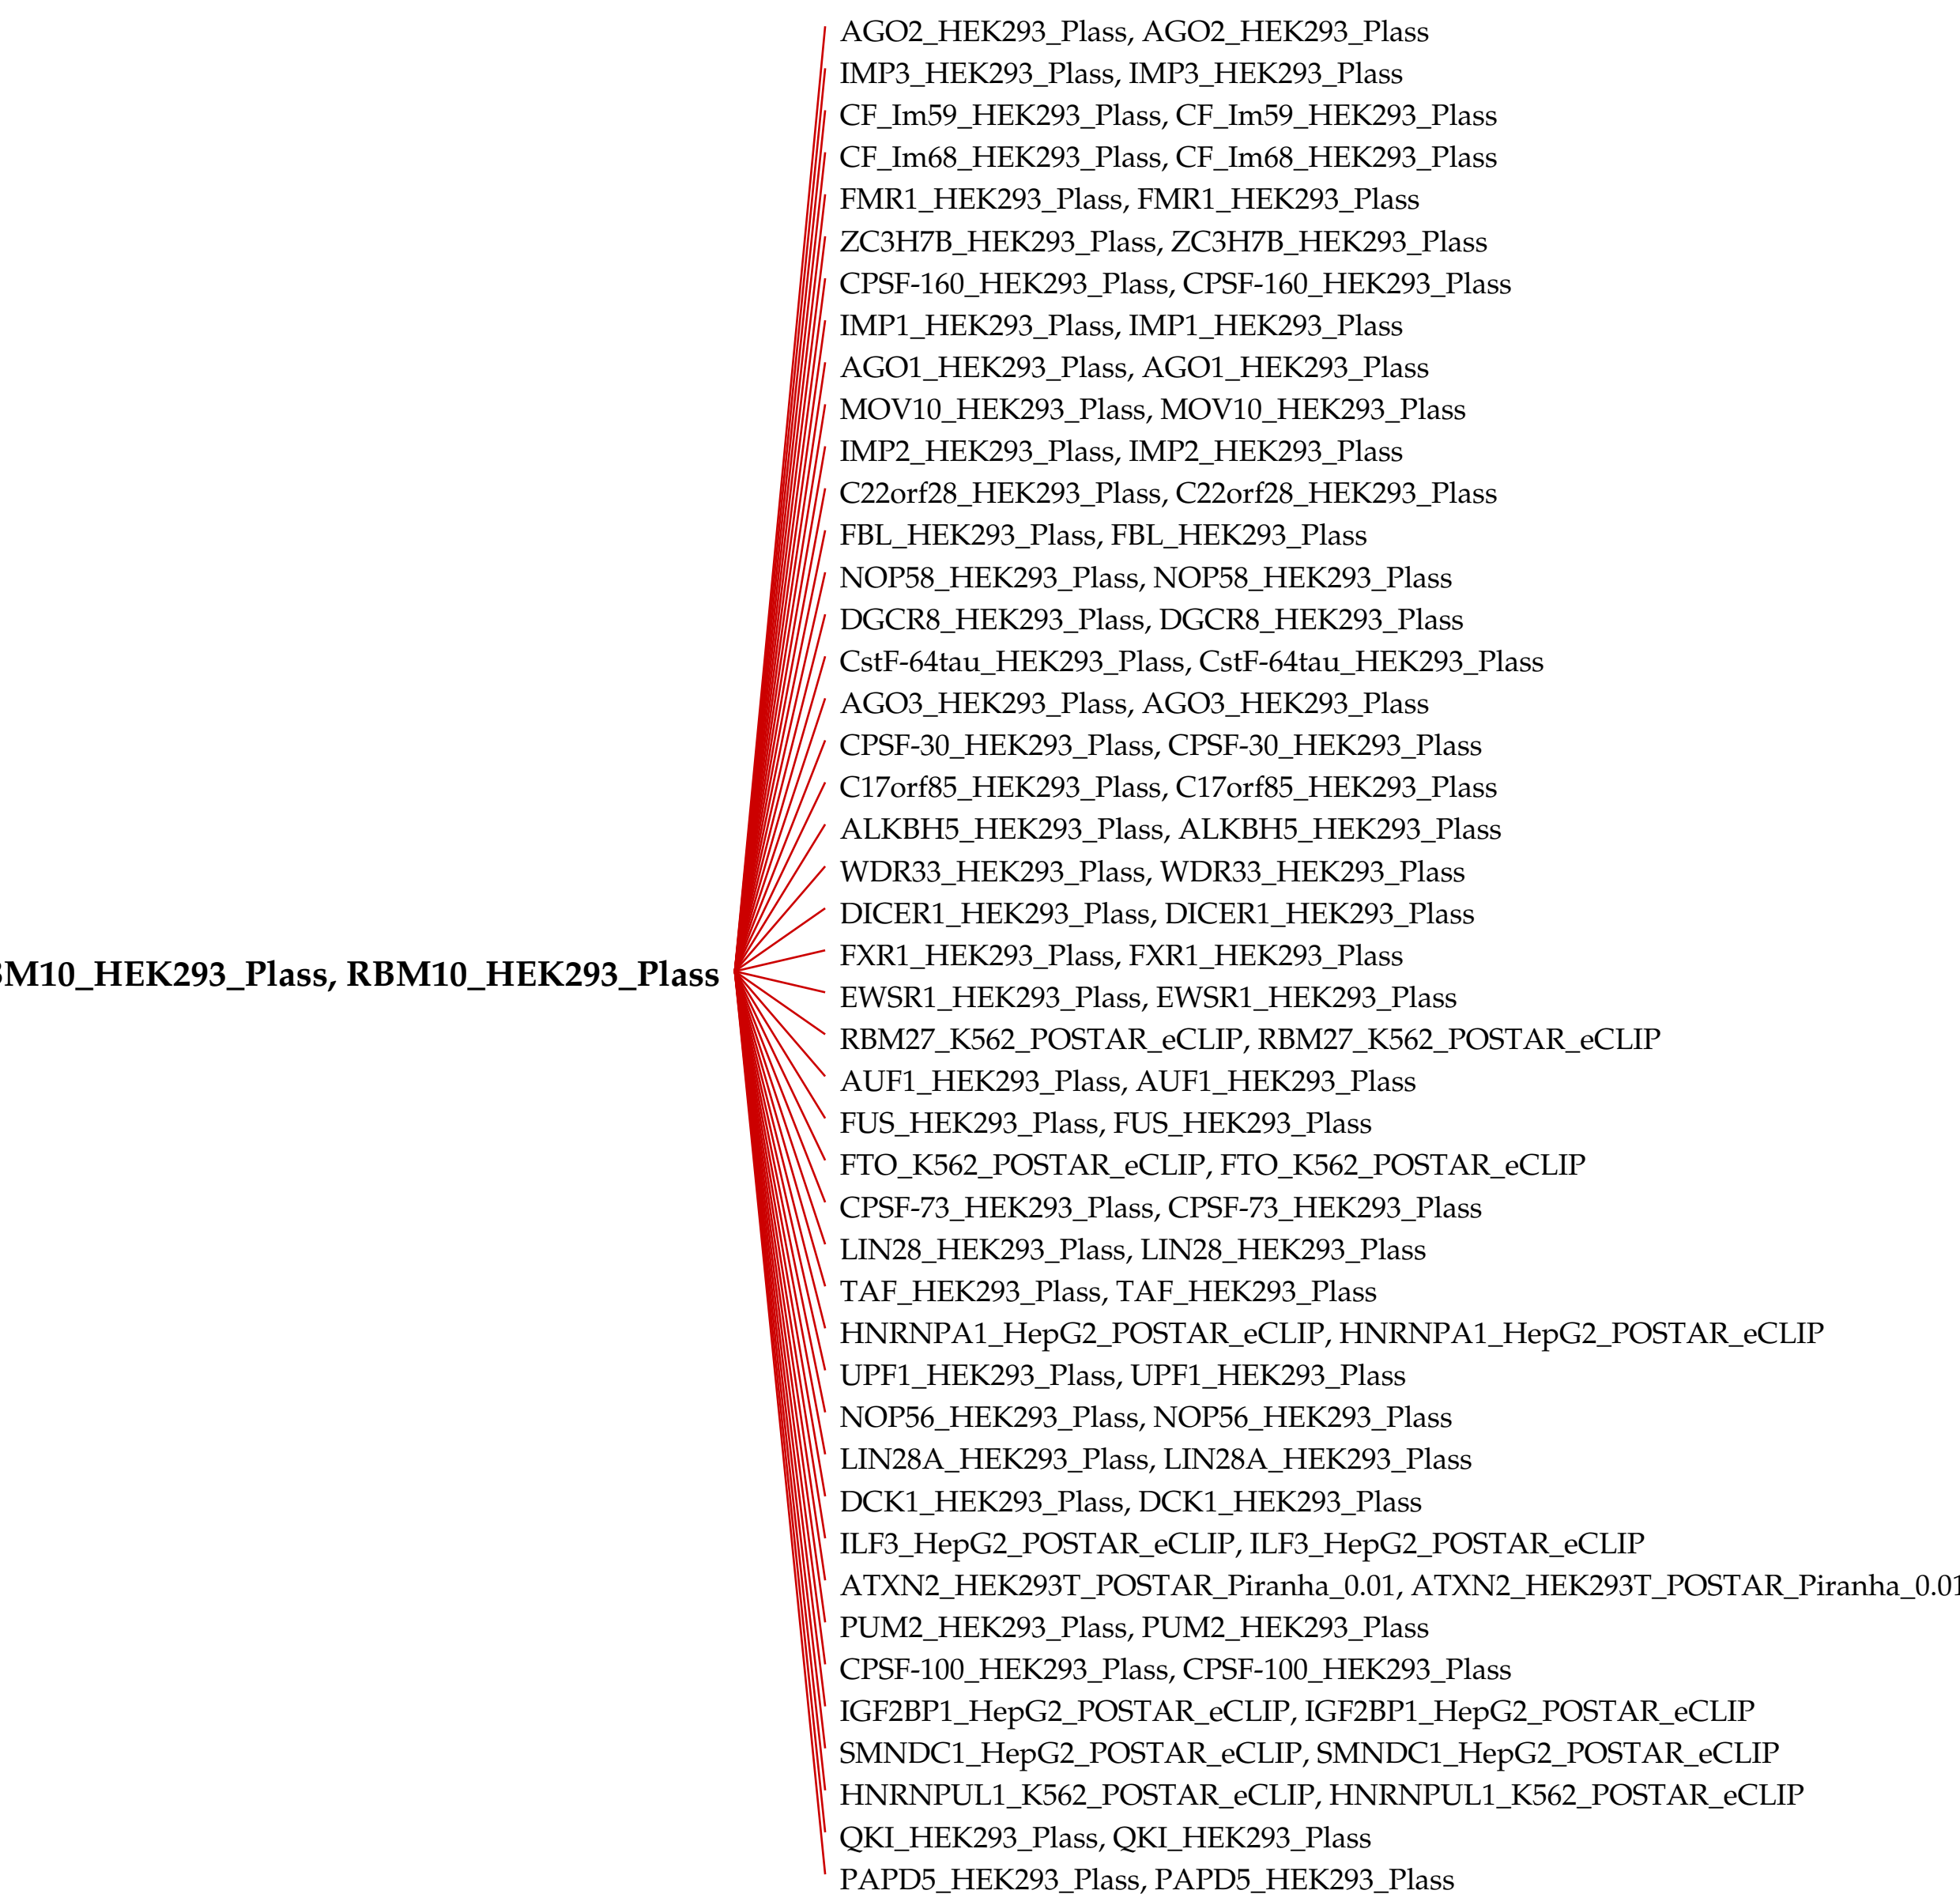 AGO2_HEK293_Plass, AGO2_HEK293_Plass
IMP3_HEK293_Plass, IMP3_HEK293_Plass
CF_Im59_HEK293_Plass, CF_Im59_HEK293_Plass
CF_Im68_HEK293_Plass, CF_Im68_HEK293_Plass
FMR1_HEK293_Plass, FMR1_HEK293_Plass
ZC3H7B_HEK293_Plass, ZC3H7B_HEK293_Plass
CPSF-160_HEK293_Plass, CPSF-160_HEK293_Plass
IMP1_HEK293_Plass, IMP1_HEK293_Plass
AGO1_HEK293_Plass, AGO1_HEK293_Plass
MOV10_HEK293_Plass, MOV10_HEK293_Plass
IMP2_HEK293_Plass, IMP2_HEK293_Plass
C22orf28_HEK293_Plass, C22orf28_HEK293_Plass
FBL_HEK293_Plass, FBL_HEK293_Plass
NOP58_HEK293_Plass, NOP58_HEK293_Plass
DGCR8_HEK293_Plass, DGCR8_HEK293_Plass
CstF-64tau_HEK293_Plass, CstF-64tau_HEK293_Plass
AGO3_HEK293_Plass, AGO3_HEK293_Plass
CPSF-30_HEK293_Plass, CPSF-30_HEK293_Plass
C17orf85_HEK293_Plass, C17orf85_HEK293_Plass
ALKBH5_HEK293_Plass, ALKBH5_HEK293_Plass
WDR33_HEK293_Plass, WDR33_HEK293_Plass
DICER1_HEK293_Plass, DICER1_HEK293_Plass
FXR1_HEK293_Plass, FXR1_HEK293_Plass
M10_HEK293_Plass, RBM10_HEK293_Plass
EWSR1_HEK293_Plass, EWSR1_HEK293_Plass
RBM27_K562_POSTAR_eCLIP, RBM27_K562_POSTAR_eCLIP
AUF1_HEK293_Plass, AUF1_HEK293_Plass
FUS_HEK293_Plass, FUS_HEK293_Plass
FTO_K562_POSTAR_eCLIP, FTO_K562_POSTAR_eCLIP
CPSF-73_HEK293_Plass, CPSF-73_HEK293_Plass
LIN28_HEK293_Plass, LIN28_HEK293_Plass
TAF_HEK293_Plass, TAF_HEK293_Plass
HNRNPA1_HepG2_POSTAR_eCLIP, HNRNPA1_HepG2_POSTAR_eCLIP
UPF1_HEK293_Plass, UPF1_HEK293_Plass
NOP56_HEK293_Plass, NOP56_HEK293_Plass
LIN28A_HEK293_Plass, LIN28A_HEK293_Plass
DCK1_HEK293_Plass, DCK1_HEK293_Plass
ILF3_HepG2_POSTAR_eCLIP, ILF3_HepG2_POSTAR_eCLIP
ATXN2_HEK293T_POSTAR_Piranha_0.01, ATXN2_HEK293T_POSTAR_Piranha_0.01
PUM2_HEK293_Plass, PUM2_HEK293_Plass
CPSF-100_HEK293_Plass, CPSF-100_HEK293_Plass
IGF2BP1_HepG2_POSTAR_eCLIP, IGF2BP1_HepG2_POSTAR_eCLIP
SMNDC1_HepG2_POSTAR_eCLIP, SMNDC1_HepG2_POSTAR_eCLIP
HNRNPUL1_K562_POSTAR_eCLIP, HNRNPUL1_K562_POSTAR_eCLIP
QKI_HEK293_Plass, QKI_HEK293_Plass
PAPD5_HEK293_Plass, PAPD5_HEK293_Plass